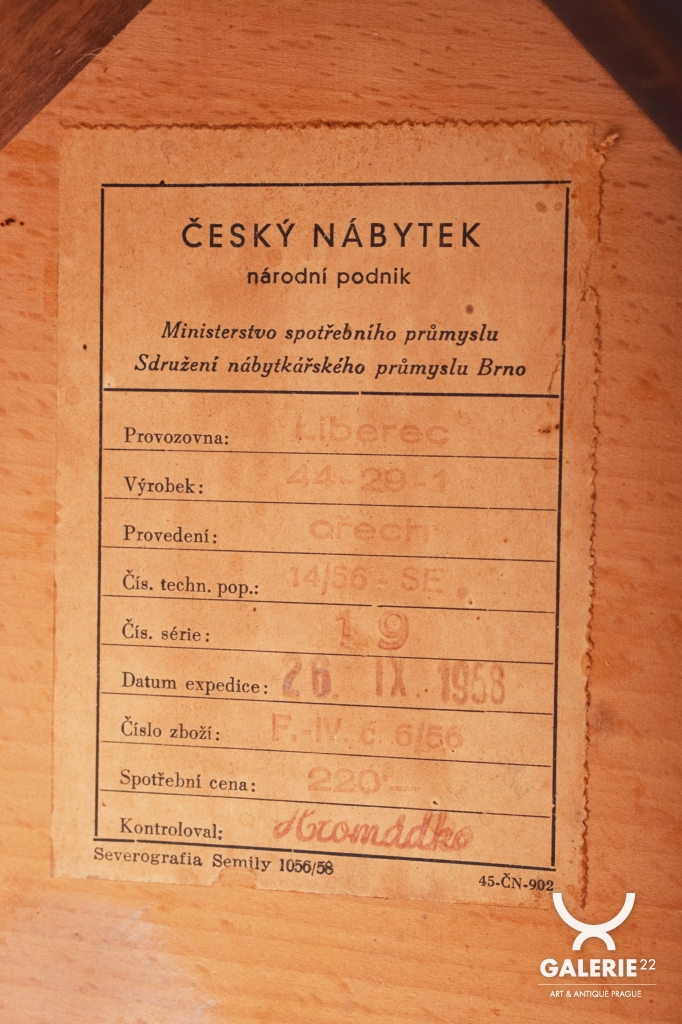 ČESKÝ NÁBYTEK
národní podnik
Ministerstvo spotřebního průmyslu
Sdružení nábytkářského průmyslu Brno
Provozovna: Liberec
Výrobek: 44-29-1
Provedení: ořech
Čís. techn. pop.: 14/56 - SE
Čís. série: 19
Datum expedice: 26. IX. 1958
Číslo zboží: F.-IV. č. 6/56
Spotřební cena: 220
Kontroloval: Hromádko
Severografia Semily 1056/58
45-ČN-902
GALERIE 22
ART & ANTIQUE PRAGUE